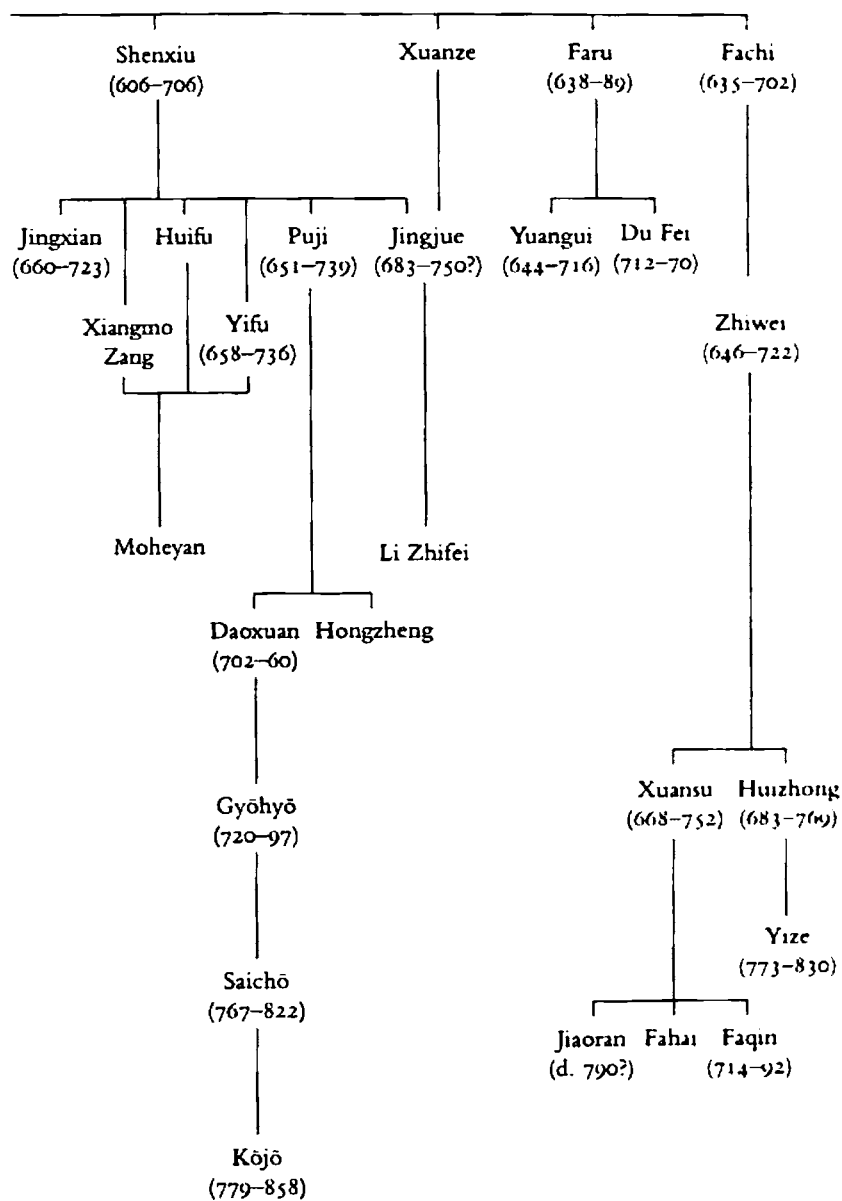 Shenxiu Xuanze Faru Fachi
(606–706) (638–89) (635–702)
Jingxian Huifu Puji Jingjue Yuangui Du Fei
(660–723) (651–739) (683–750?) (644–716) (712–70)
Xiangmo Yifu Zhiwei
Zang (658–736) (646–722)
Moheyan Li Zhifei
Daoxuan Hongzheng
(702–60)
Gyōhyō Xuansu Huizhong
(720–97) (668–752) (683–769)
Yize
(773–830)
Saichō
(767–822)
Jiaoran Fahai Faqin
(d. 790?) (714–92)
Kōjō
(779–858)